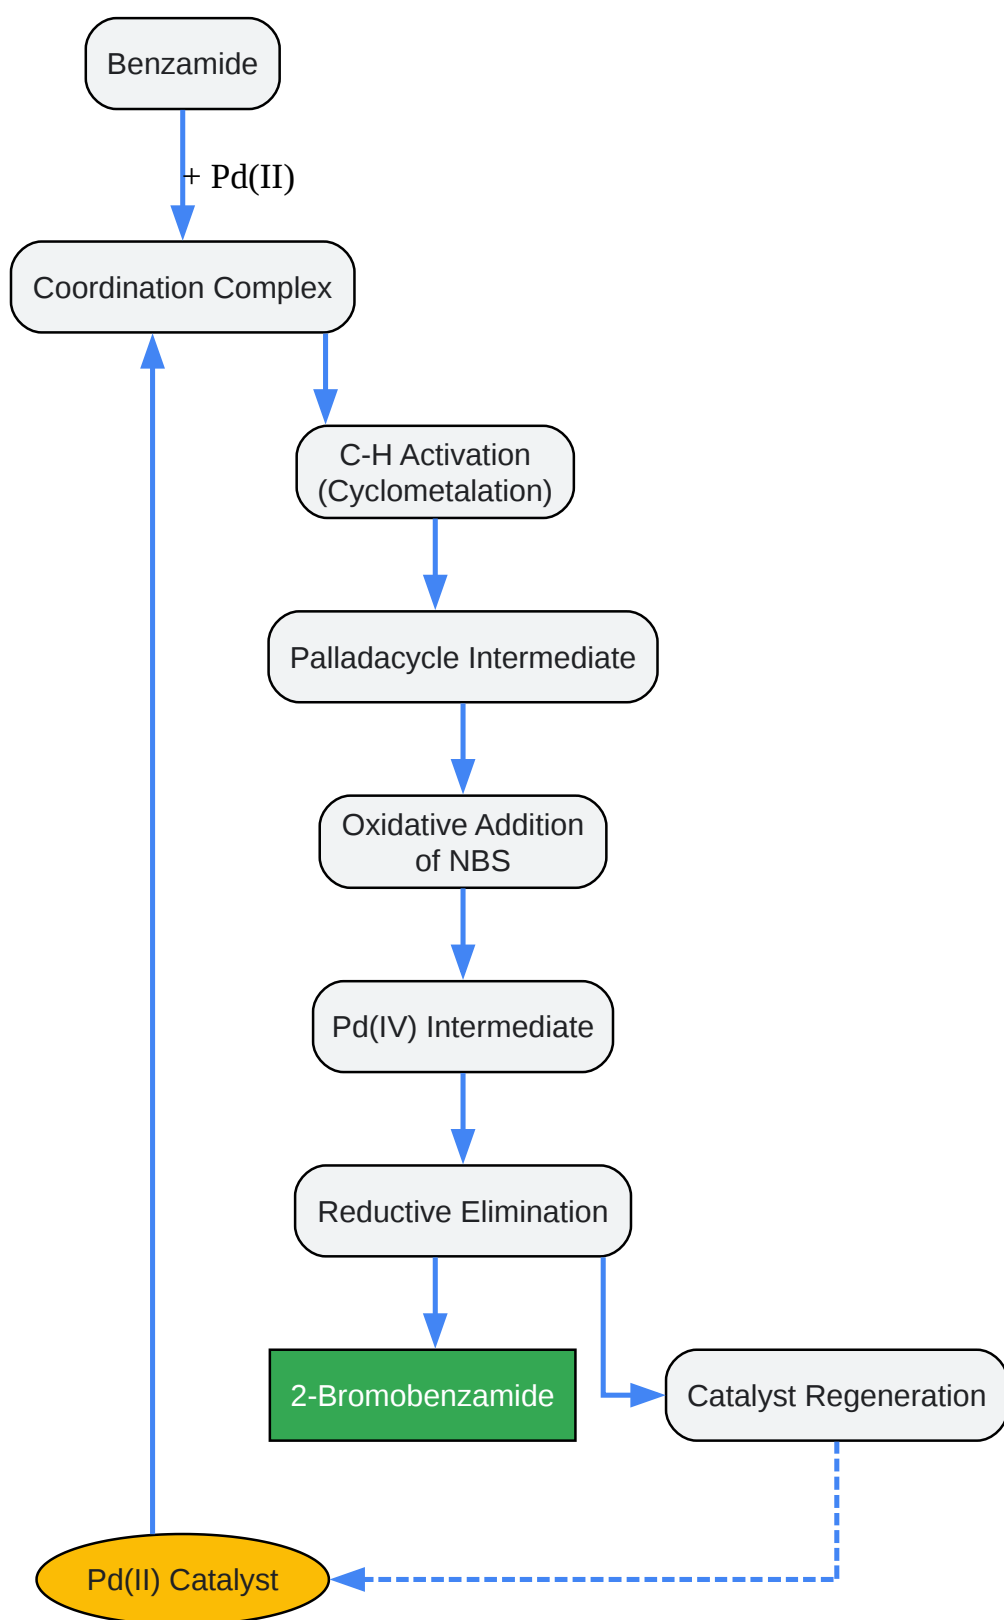 Benzamide
+ Pd(II)
Coordination Complex
C-H Activation
(Cyclometalation)
Palladacycle Intermediate
Oxidative Addition
of NBS
Pd(IV) Intermediate
Reductive Elimination
2-Bromobenzamide
Catalyst Regeneration
Pd(II) Catalyst